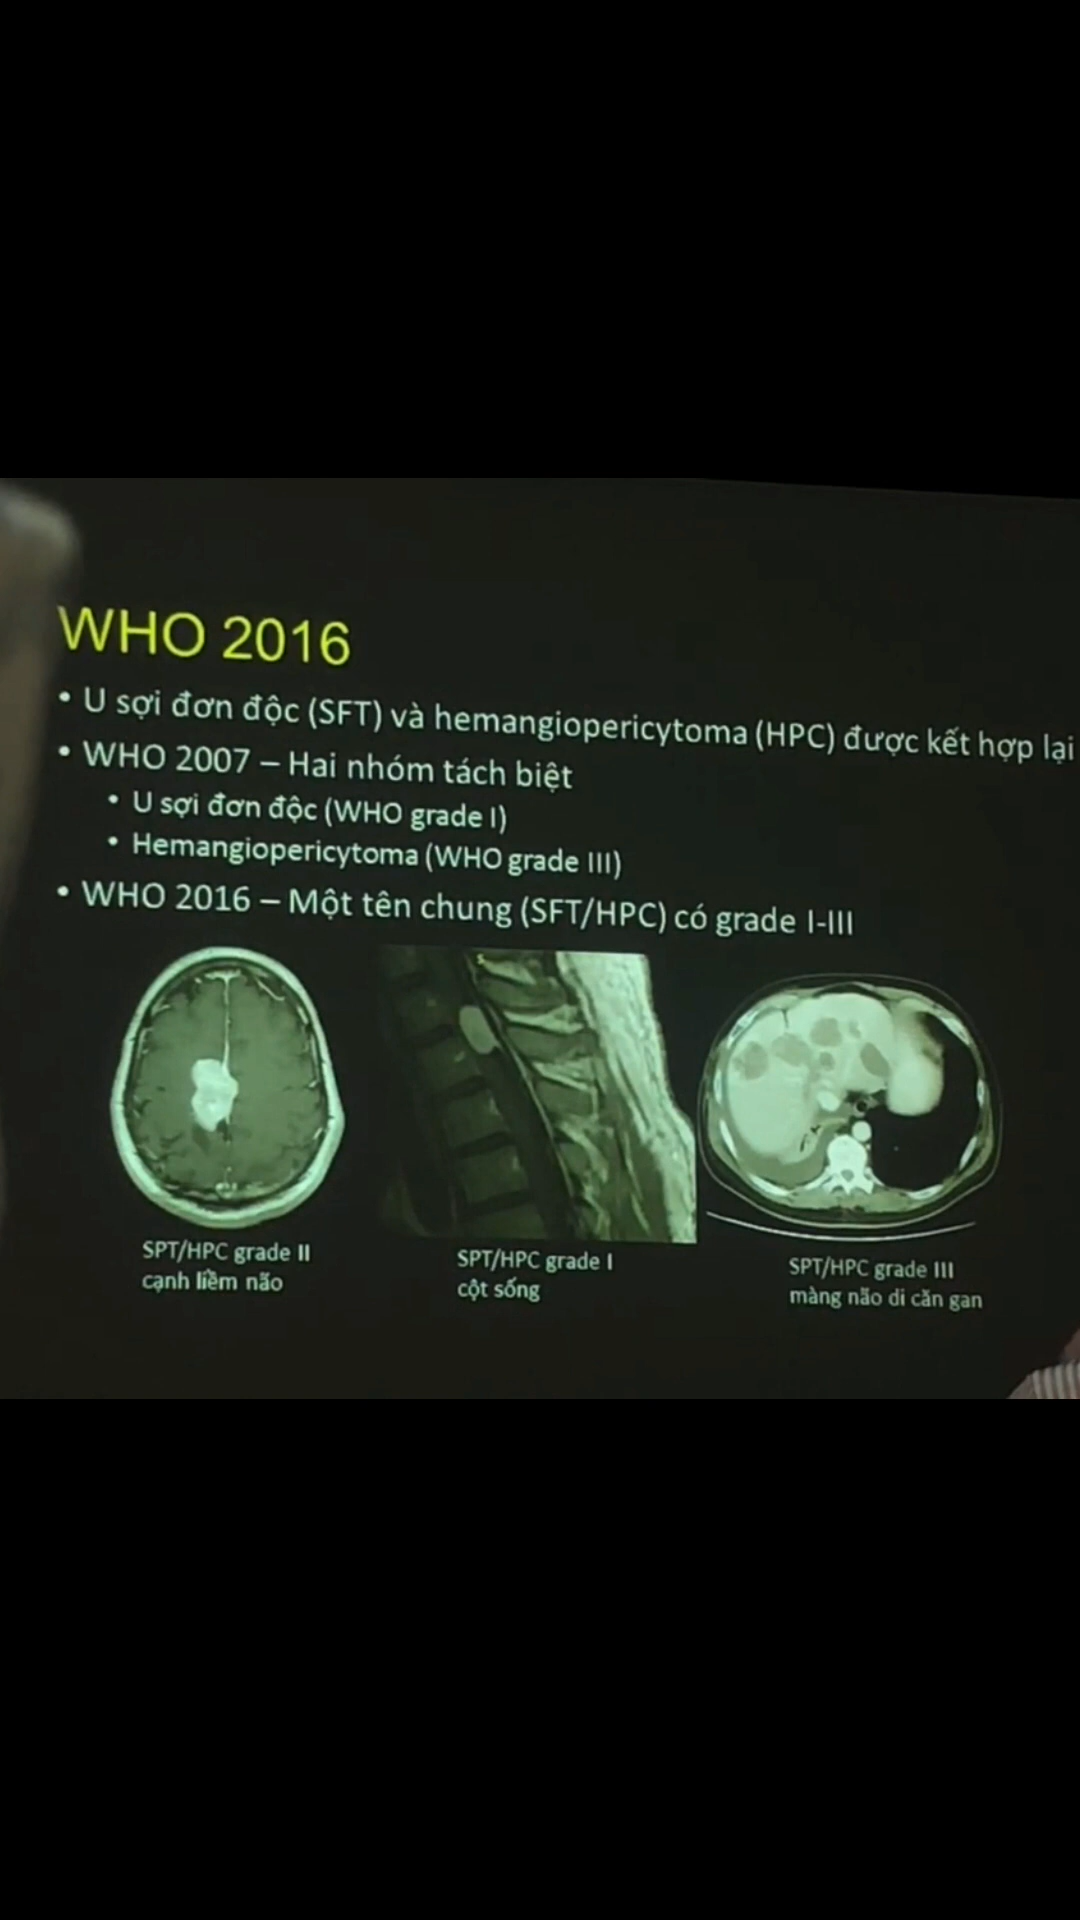 WHO 2016
• U sợi đơn độc (SFT) và hemangiopericytoma (HPC) được kết hợp lại
• WHO 2007 – Hai nhóm tách biệt
• U sợi đơn độc (WHO grade I)
• Hemangiopericytoma (WHO grade III)
• WHO 2016 – Một tên chung (SFT/HPC) có grade I-III
S
SPT/HPC grade II
cạnh liềm não
SPT/HPC grade I
cột sống
SPT/HPC grade III
màng não di căn gan